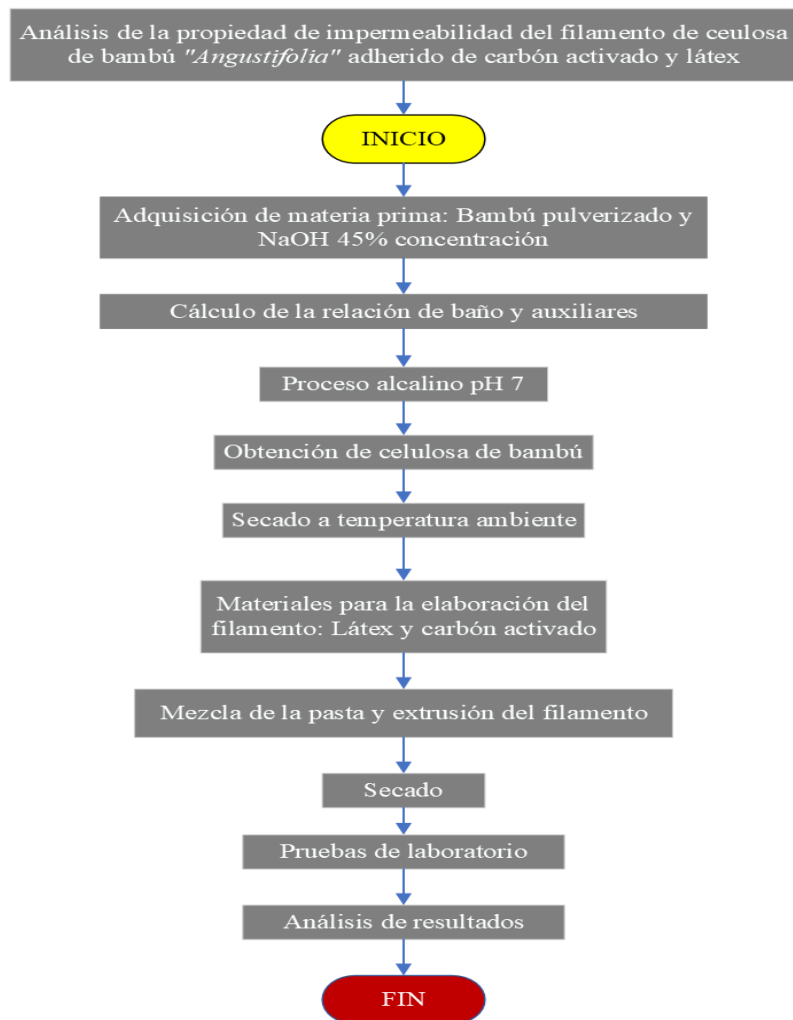 Análisis de la propiedad de impermeabilidad del filamento de ceulosa
de bambú "Angustifolia" adherido de carbón activado y látex
INICIO
Adquisición de materia prima: Bambú pulverizado y
NaOH 45% concentración
Cálculo de la relación de baño y auxiliares
Proceso alcalino pH 7
Obtención de celulosa de bambú
Secado a temperatura ambiente
Materiales para la elaboración del
filamento: Látex y carbón activado
Mezcla de la pasta y extrusión del filamento
Secado
Pruebas de laboratorio
Análisis de resultados
FIN